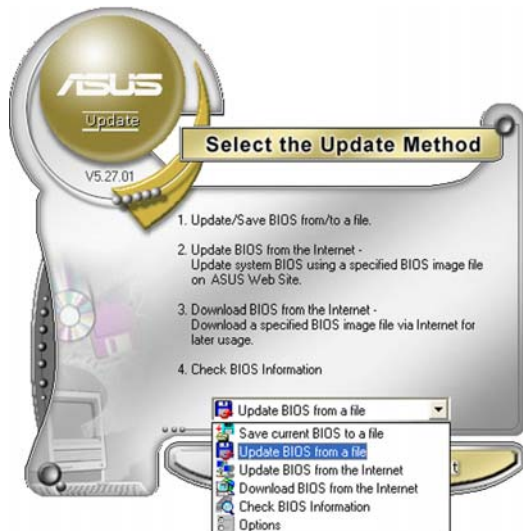 ASUS
Update
V5.27.01
Select the Update Method
1. Update/Save BIOS from/to a file.
2. Update BIOS from the Internet -
Update system BIOS using a specified BIOS image file
on ASUS Web Site.
3. Download BIOS from the Internet -
Download a specified BIOS image file via Internet for
later usage.
4. Check BIOS Information
Update BIOS from a file
Save current BIOS to a file
Update BIOS from a file
Update BIOS from the Internet
Download BIOS from the Internet
Check BIOS Information
Options